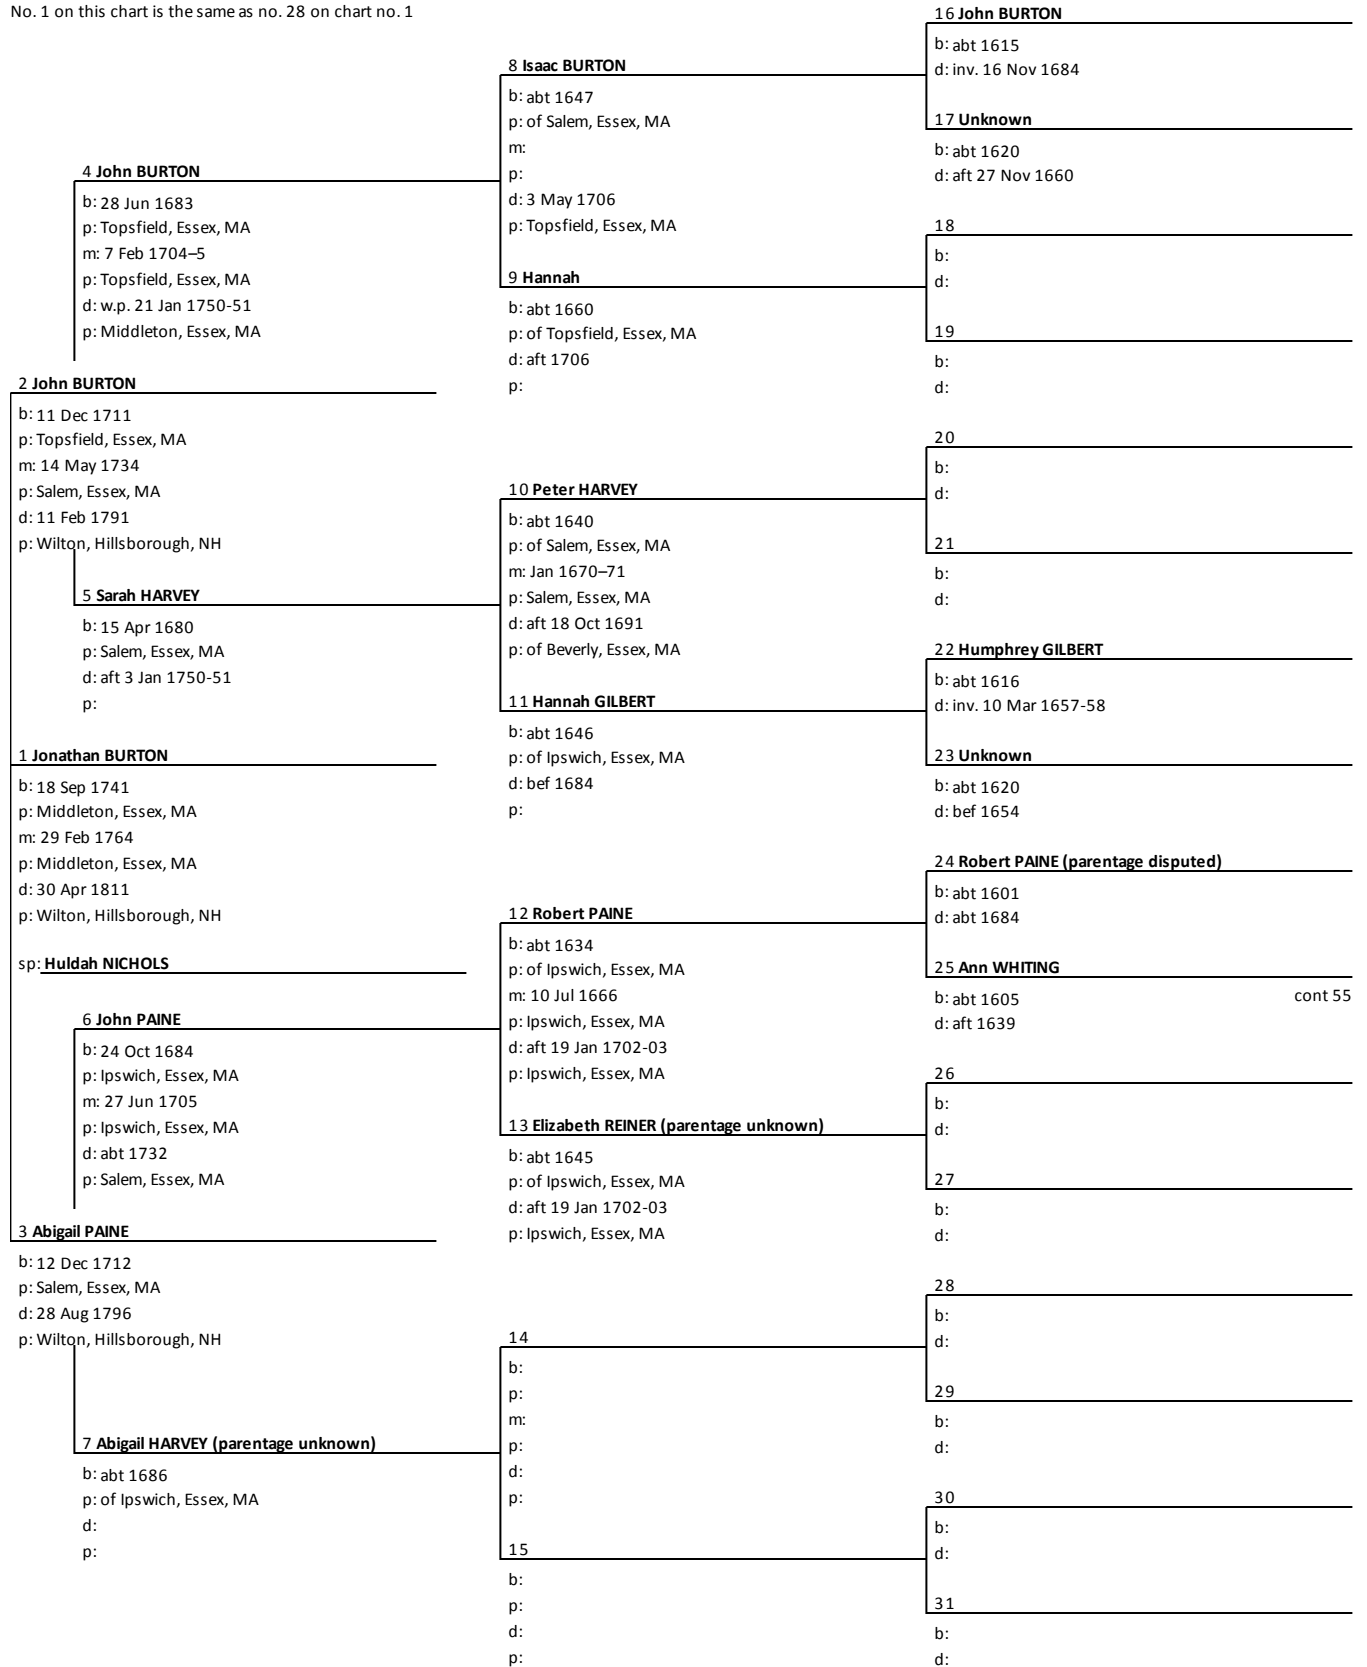 No. 1 on this chart is the same as no. 28 on chart no. 1
4 John BURTON
b: 28 Jun 1683
p: Topsfield, Essex, MA
m: 7 Feb 1704–5
p: Topsfield, Essex, MA
d: w.p. 21 Jan 1750-51
p: Middleton, Essex, MA
2 John BURTON
b: 11 Dec 1711
p: Topsfield, Essex, MA
m: 14 May 1734
p: Salem, Essex, MA
d: 11 Feb 1791
p: Wilton, Hillsborough, NH
5 Sarah HARVEY
b: 15 Apr 1680
p: Salem, Essex, MA
d: aft 3 Jan 1750-51
p:
1 Jonathan BURTON
b: 18 Sep 1741
p: Middleton, Essex, MA
m: 29 Feb 1764
p: Middleton, Essex, MA
d: 30 Apr 1811
p: Wilton, Hillsborough, NH
sp: Huldah NICHOLS
6 John PAINE
b: 24 Oct 1684
p: Ipswich, Essex, MA
m: 27 Jun 1705
p: Ipswich, Essex, MA
d: abt 1732
p: Salem, Essex, MA
3 Abigail PAINE
b: 12 Dec 1712
p: Salem, Essex, MA
d: 28 Aug 1796
p: Wilton, Hillsborough, NH
7 Abigail HARVEY (parentage unknown)
b: abt 1686
p: of Ipswich, Essex, MA
d:
p:
8 Isaac BURTON
b: abt 1647
p: of Salem, Essex, MA
m:
p:
d: 3 May 1706
p: Topsfield, Essex, MA
9 Hannah
b: abt 1660
p: of Topsfield, Essex, MA
d: aft 1706
p:
10 Peter HARVEY
b: abt 1640
p: of Salem, Essex, MA
m: Jan 1670–71
p: Salem, Essex, MA
d: aft 18 Oct 1691
p: of Beverly, Essex, MA
11 Hannah GILBERT
b: abt 1646
p: of Ipswich, Essex, MA
d: bef 1684
p:
12 Robert PAINE
b: abt 1634
p: of Ipswich, Essex, MA
m: 10 Jul 1666
p: Ipswich, Essex, MA
d: aft 19 Jan 1702-03
p: Ipswich, Essex, MA
13 Elizabeth REINER (parentage unknown)
b: abt 1645
p: of Ipswich, Essex, MA
d: aft 19 Jan 1702-03
p: Ipswich, Essex, MA
14
b:
p:
m:
p:
d:
p:
15
b:
p:
d:
p:
16 John BURTON
b: abt 1615
d: inv. 16 Nov 1684
17 Unknown
b: abt 1620
d: aft 27 Nov 1660
18
b:
d:
19
b:
d:
20
b:
d:
21
b:
d:
22 Humphrey GILBERT
b: abt 1616
d: inv. 10 Mar 1657-58
23 Unknown
b: abt 1620
d: bef 1654
24 Robert PAINE (parentage disputed)
b: abt 1601
d: abt 1684
25 Ann WHITING
b: abt 1605 cont 55
d: aft 1639
26
b:
d:
27
b:
d:
28
b:
d:
29
b:
d:
30
b:
d:
31
b:
d: